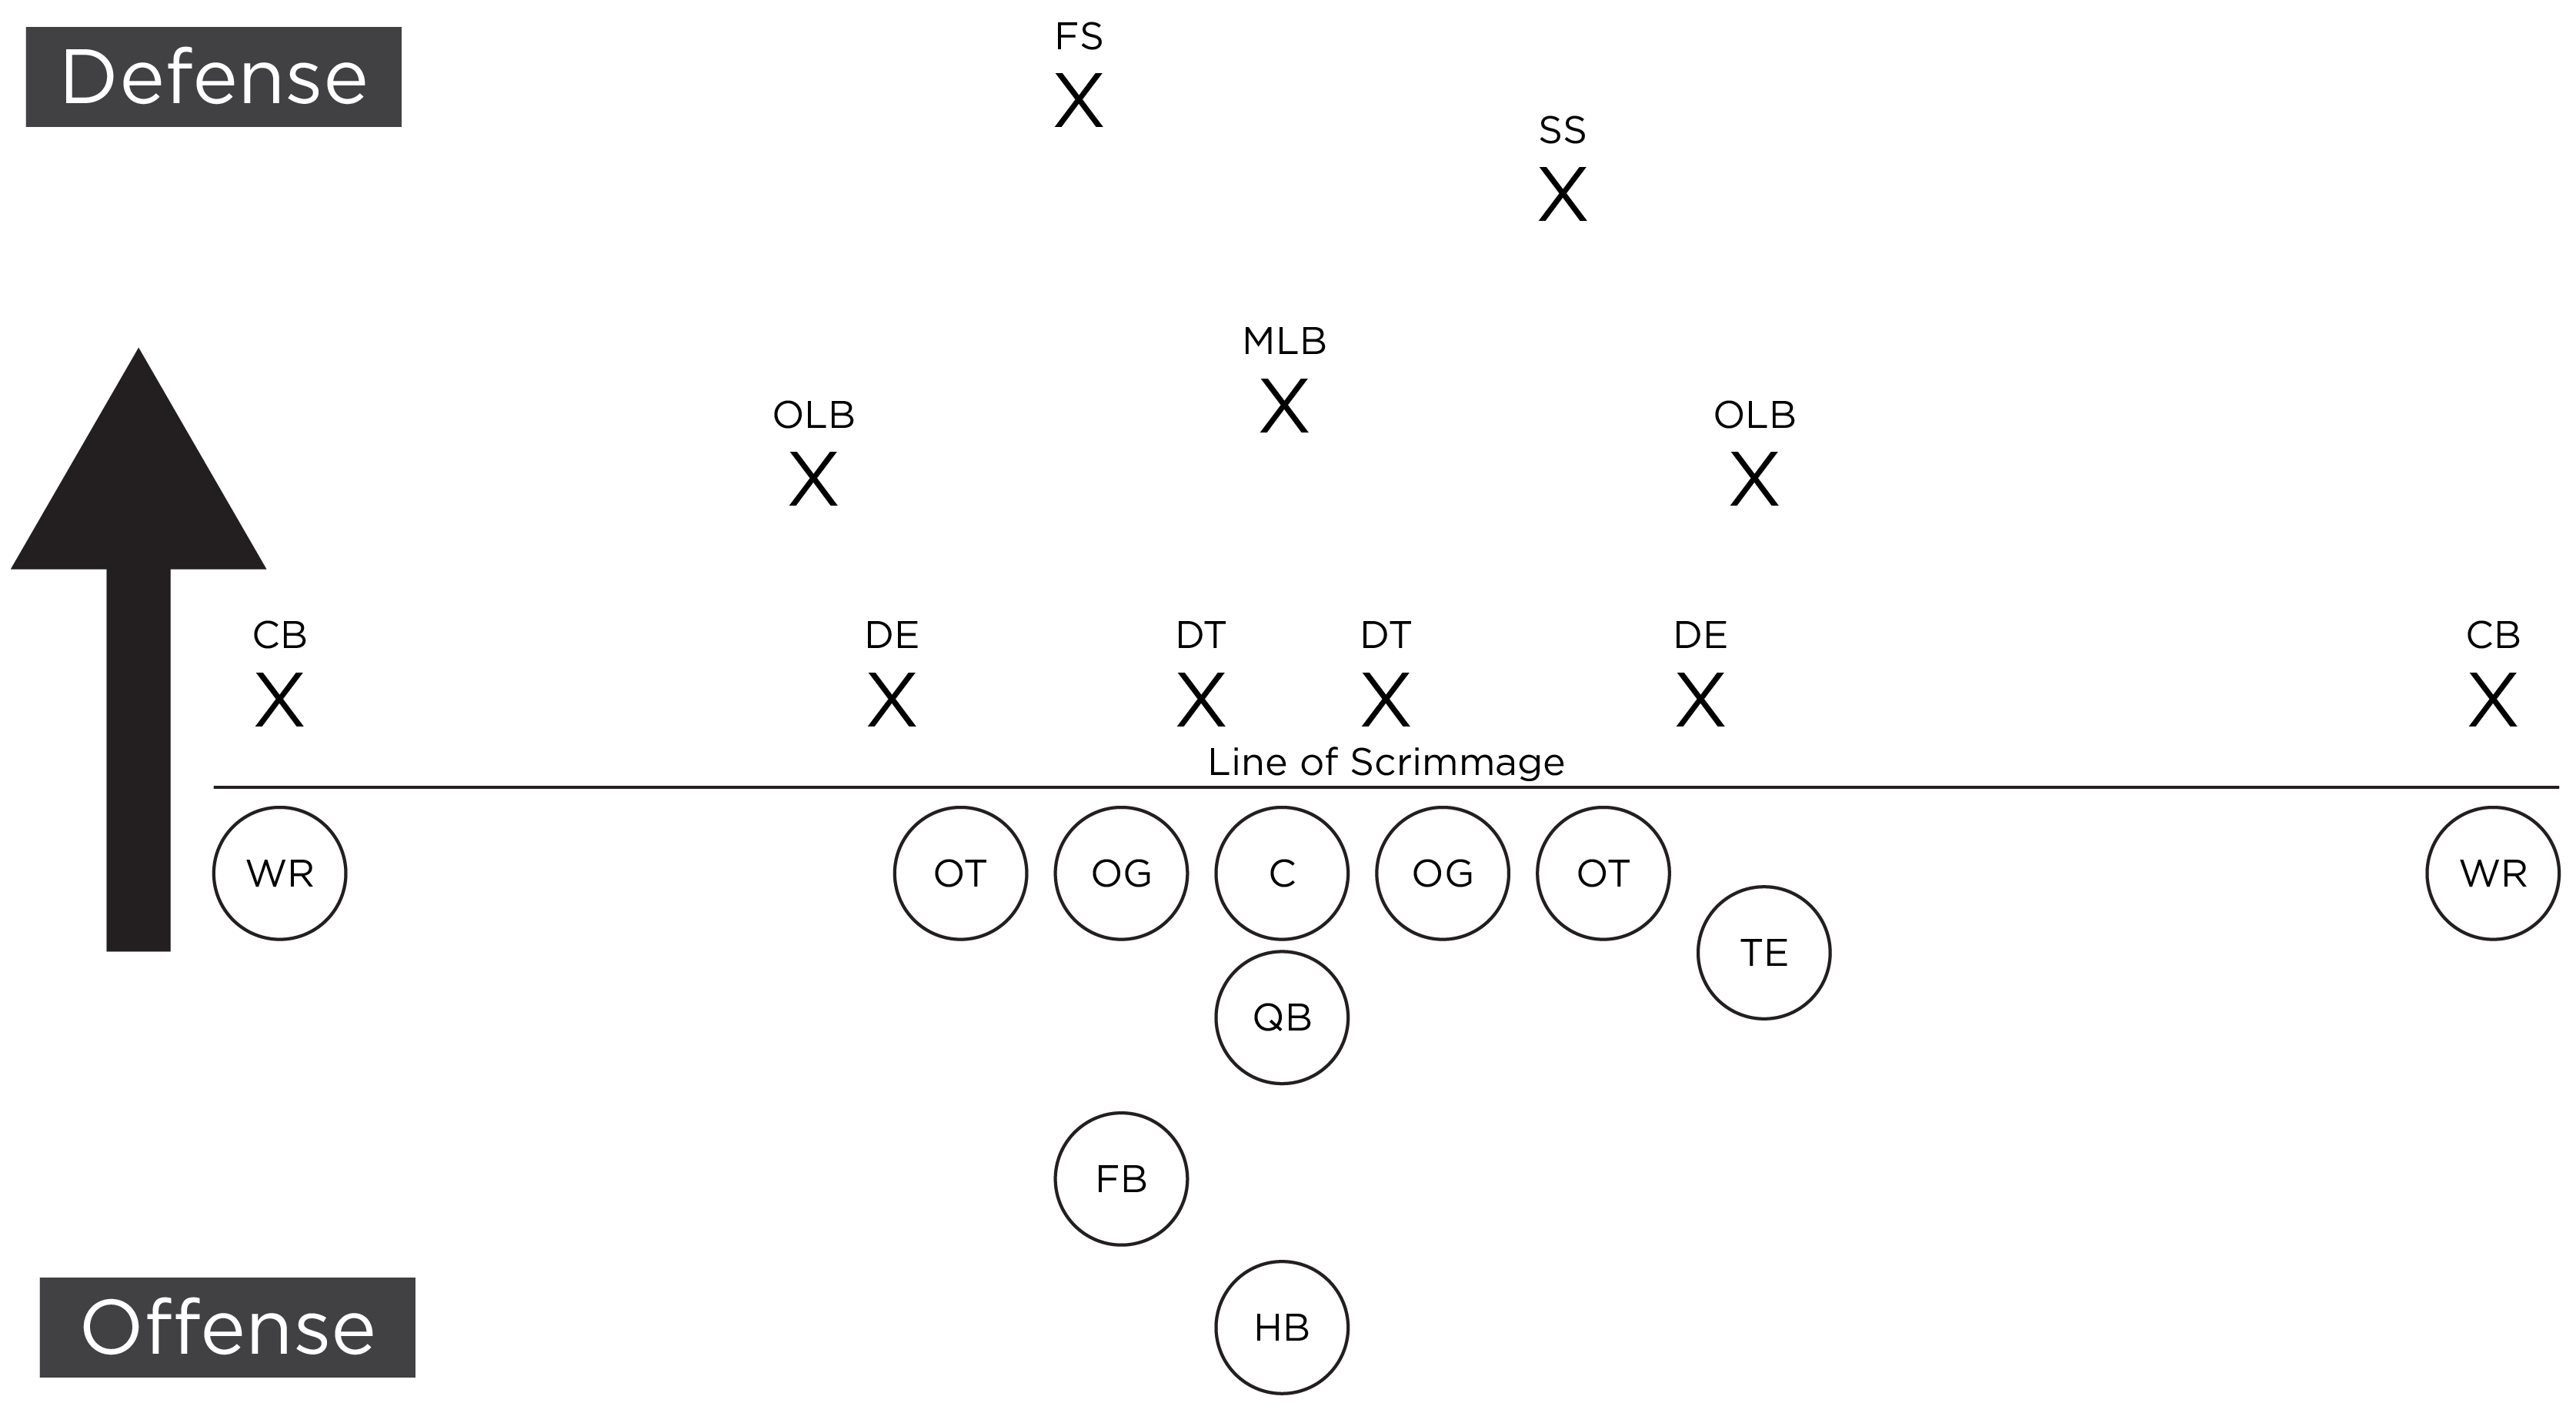 Defense
FS
SS
MLB
OLB
OLB
CB
DE
DT
DT
DE
CB
X
X
X
X
X
X
X
X
X
X
X
Line of Scrimmage
WR
OT
OG
C
OG
OT
WR
TE
QB
FB
HB
Offense